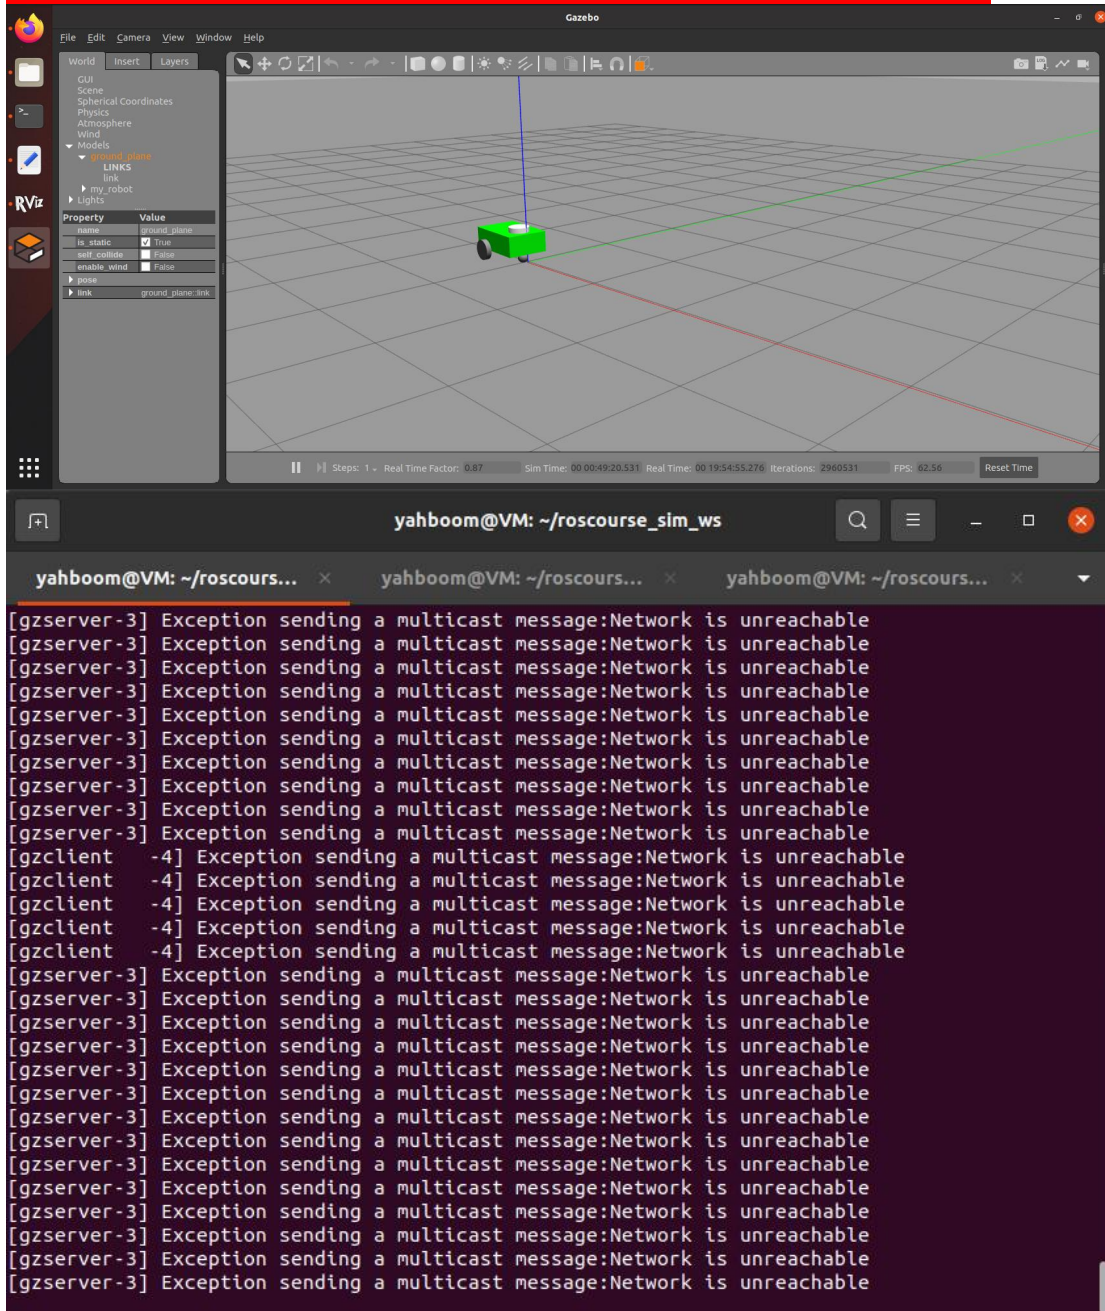 Gazebo
File Edit Camera View Window Help
World Insert Layers
GUI
Scene
Spherical Coordinates
Physics
Atmosphere
Wind
Models
ground_plane
LINKS
link
my_robot
Lights
Property Value
name ground_plane
is_static True
self_collide False
enable_wind False
pose
link ground_plane::link
RViz
Steps: 1 Real Time Factor: 0.87 Sim Time: 00 00:49:20.531 Real Time: 00 19:54:55.276 Iterations: 2960531 FPS: 62.56 Reset Time
yahboom@VM: ~/roscourse_sim_ws
yahboom@VM: ~/roscours... yahboom@VM: ~/roscours... yahboom@VM: ~/roscours...
[gzserver-3] Exception sending a multicast message:Network is unreachable
[gzserver-3] Exception sending a multicast message:Network is unreachable
[gzserver-3] Exception sending a multicast message:Network is unreachable
[gzserver-3] Exception sending a multicast message:Network is unreachable
[gzserver-3] Exception sending a multicast message:Network is unreachable
[gzserver-3] Exception sending a multicast message:Network is unreachable
[gzserver-3] Exception sending a multicast message:Network is unreachable
[gzserver-3] Exception sending a multicast message:Network is unreachable
[gzserver-3] Exception sending a multicast message:Network is unreachable
[gzserver-3] Exception sending a multicast message:Network is unreachable
[gzclient   -4] Exception sending a multicast message:Network is unreachable
[gzclient   -4] Exception sending a multicast message:Network is unreachable
[gzclient   -4] Exception sending a multicast message:Network is unreachable
[gzclient   -4] Exception sending a multicast message:Network is unreachable
[gzclient   -4] Exception sending a multicast message:Network is unreachable
[gzserver-3] Exception sending a multicast message:Network is unreachable
[gzserver-3] Exception sending a multicast message:Network is unreachable
[gzserver-3] Exception sending a multicast message:Network is unreachable
[gzserver-3] Exception sending a multicast message:Network is unreachable
[gzserver-3] Exception sending a multicast message:Network is unreachable
[gzserver-3] Exception sending a multicast message:Network is unreachable
[gzserver-3] Exception sending a multicast message:Network is unreachable
[gzserver-3] Exception sending a multicast message:Network is unreachable
[gzserver-3] Exception sending a multicast message:Network is unreachable
[gzserver-3] Exception sending a multicast message:Network is unreachable
[gzserver-3] Exception sending a multicast message:Network is unreachable
[gzserver-3] Exception sending a multicast message:Network is unreachable
[gzserver-3] Exception sending a multicast message:Network is unreachable
[gzserver-3] Exception sending a multicast message:Network is unreachable